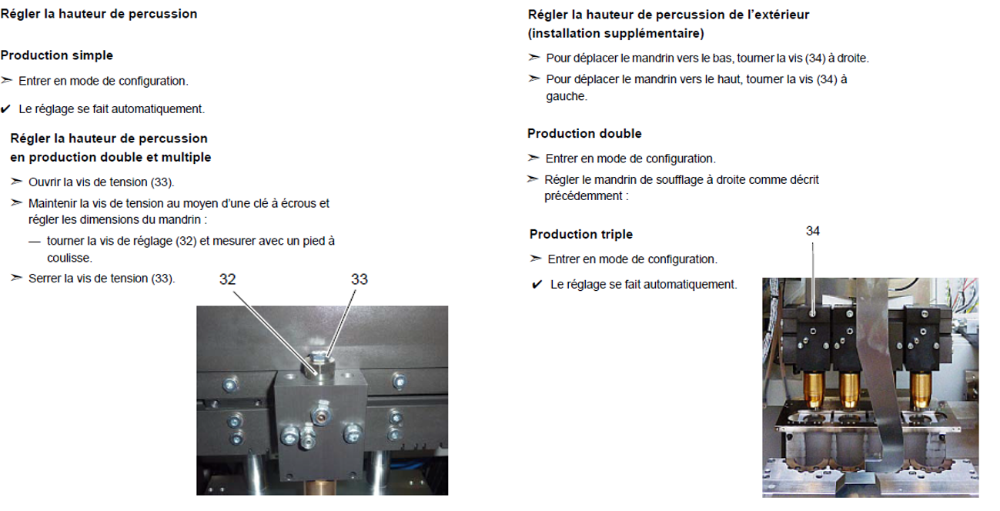 Régler la hauteur de percussion
Production simple
➣ Entrer en mode de configuration.
✔ Le réglage se fait automatiquement.
Régler la hauteur de percussion
en production double et multiple
➣ Ouvrir la vis de tension (33).
➣ Maintenir la vis de tension au moyen d’une clé à écrous et
régler les dimensions du mandrin :
— tourner la vis de réglage (32) et mesurer avec un pied à
coulisse.
➣ Serrer la vis de tension (33).
32
33
Régler la hauteur de percussion de l’extérieur
(installation supplémentaire)
➣ Pour déplacer le mandrin vers le bas, tourner la vis (34) à droite.
➣ Pour déplacer le mandrin vers le haut, tourner la vis (34) à
gauche.
Production double
➣ Entrer en mode de configuration.
➣ Régler le mandrin de soufflage à droite comme décrit
précédemment :
Production triple
➣ Entrer en mode de configuration.
✔ Le réglage se fait automatiquement.
34